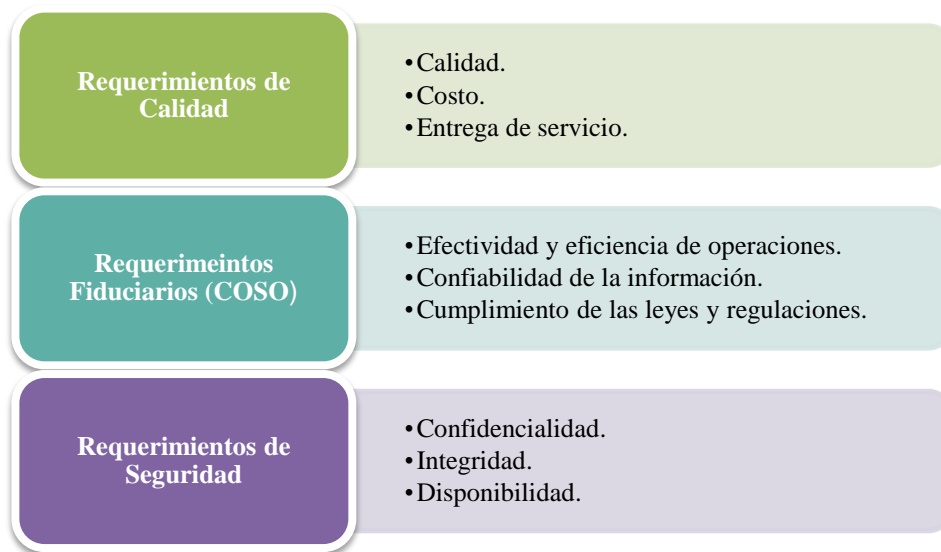 Requerimientos de
Calidad
•Calidad.
•Costo.
•Entrega de servicio.
Requerimeintos
Fiduciarios (COSO)
•Efectividad y eficiencia de operaciones.
•Confiabilidad de la información.
•Cumplimiento de las leyes y regulaciones.
Requerimientos de
Seguridad
•Confidencialidad.
•Integridad.
•Disponibilidad.